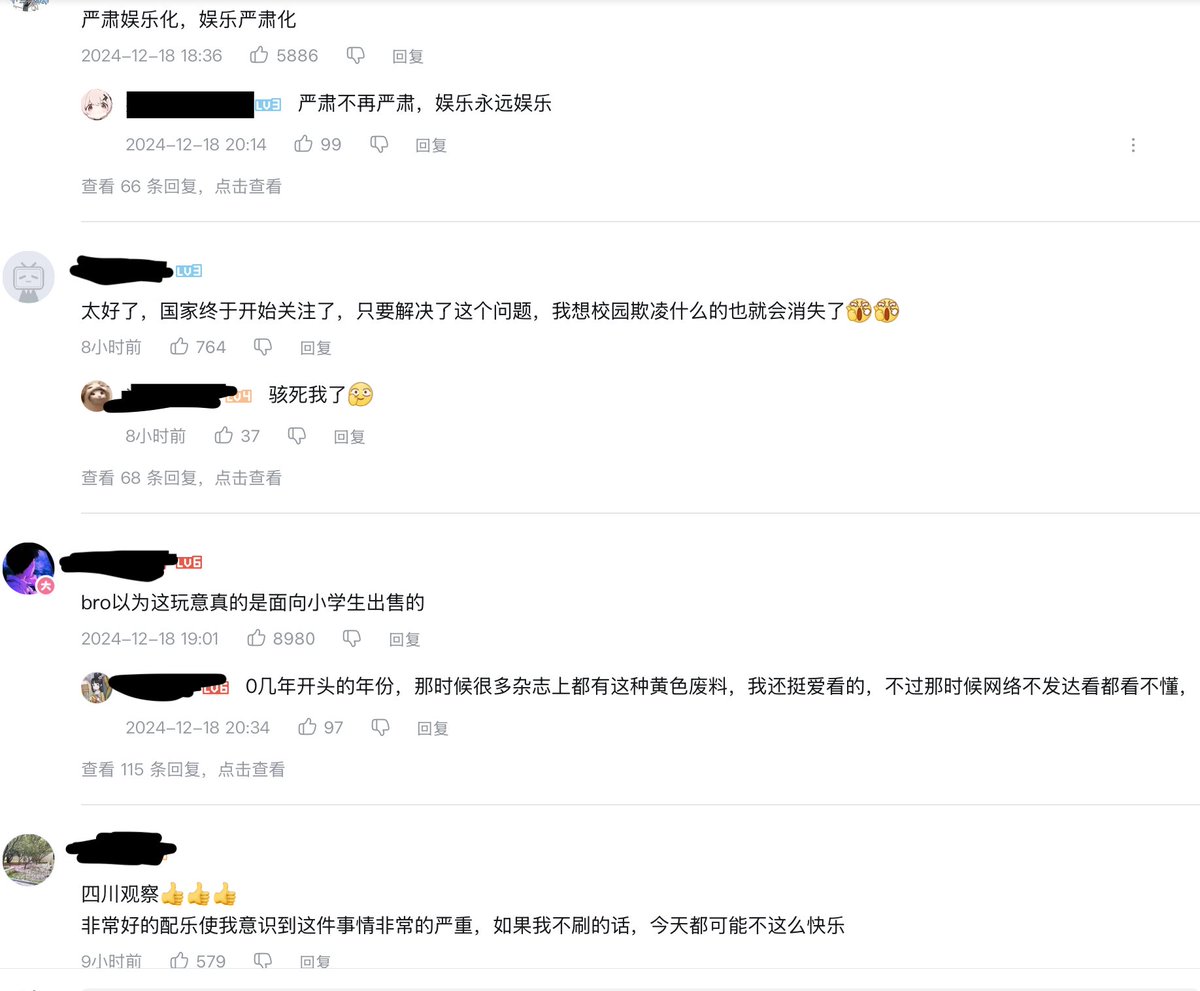 严肃娱乐化，娱乐严肃化
2024-12-18 18:36 5886 回复
LV3 严肃不再严肃，娱乐永远娱乐
2024-12-18 20:14 99 回复
查看 66 条回复，点击查看
LV3
太好了，国家终于开始关注了，只要解决了这个问题，我想校园欺凌什么的也就会消失了
8小时前 764 回复
LV4 骇死我了
8小时前 37 回复
查看 68 条回复，点击查看
大 LV6
bro以为这玩意真的是面向小学生出售的
2024-12-18 19:01 8980 回复
LV6 0几年开头的年份，那时候很多杂志上都有这种黄色废料，我还挺爱看的，不过那时候网络不发达看都看不懂，
2024-12-18 20:34 97 回复
查看 115 条回复，点击查看
四川观察👍👍👍
非常好的配乐使我意识到这件事情非常的严重，如果我不刷的话，今天都可能不这么快乐
9小时前 579 回复